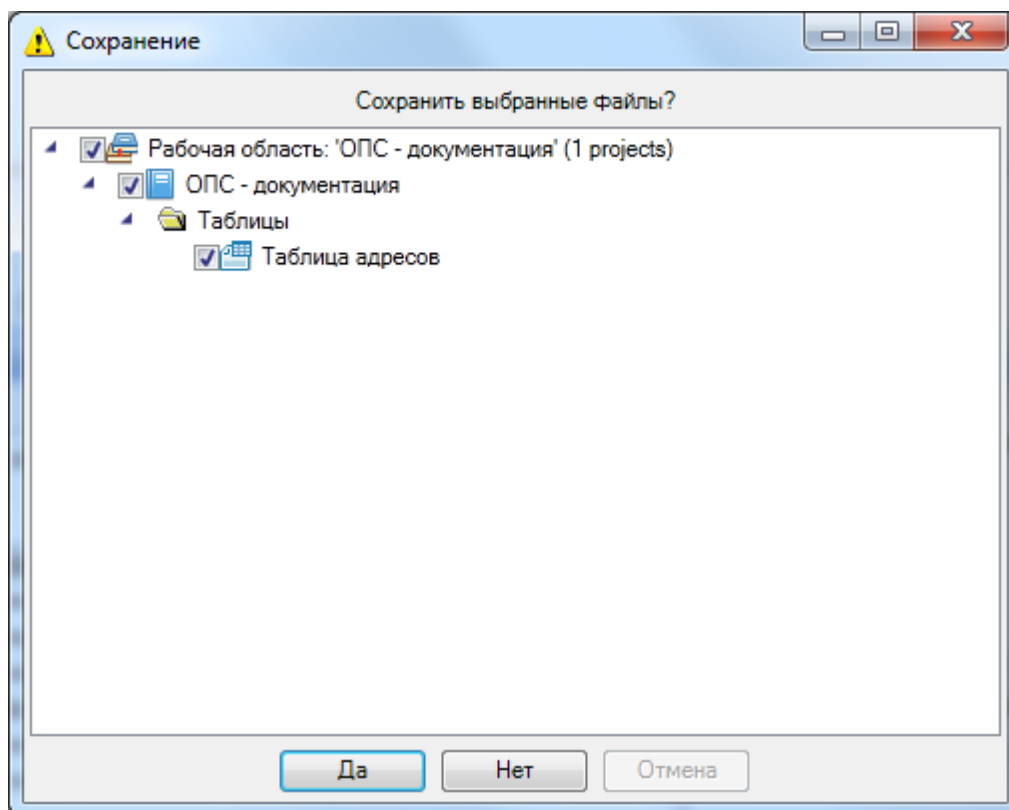 Сохранение
Сохранить выбранные файлы?
Рабочая область: 'ОПС - документация' (1 projects)
ОПС - документация
Таблицы
Таблица адресов
Да Нет Отмена